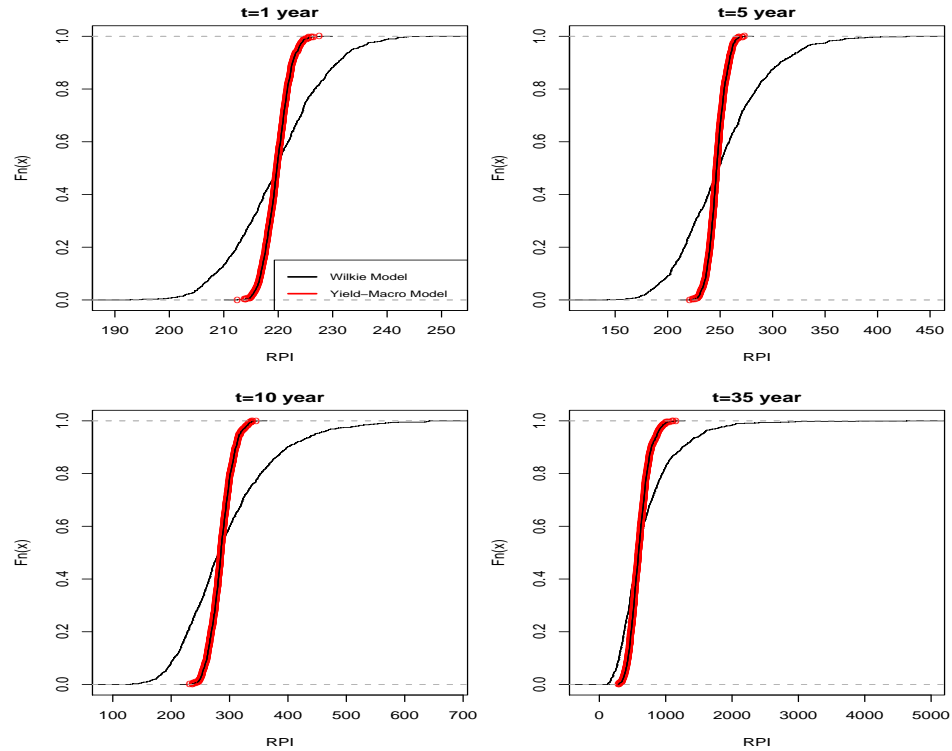 t=1 year
Fn(x)
0.0 0.2 0.4 0.6 0.8 1.0
190 200 210 220 230 240 250
RPI
Wilkie Model
Yield−Macro Model
t=5 year
Fn(x)
0.0 0.2 0.4 0.6 0.8 1.0
150 200 250 300 350 400 450
RPI
t=10 year
Fn(x)
0.0 0.2 0.4 0.6 0.8 1.0
100 200 300 400 500 600 700
RPI
t=35 year
Fn(x)
0.0 0.2 0.4 0.6 0.8 1.0
0 1000 2000 3000 4000 5000
RPI